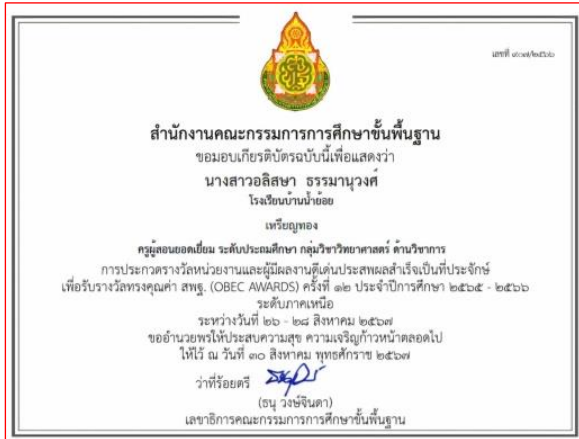 สำนักงานคณะกรรมการการศึกษาขั้นพื้นฐาน
ขอมอบเกียรติบัตรฉบับนี้เพื่อแสดงว่า
นางสาวอลิสษา ธรรมานุวงศ์
โรงเรียนบ้านน้ำย้อย
เหรียญทอง
ครูผู้สอนยอดเยี่ยม ระดับประถมศึกษา กลุ่มวิชาวิทยาศาสตร์ ด้านวิชาการ
การประกวดรางวัลหน่วยงานและผู้มีผลงานดีเด่นประสพผลสำเร็จเป็นที่ประจักษ์
เพื่อรับรางวัลทรงคุณค่า สพฐ. (OBEC AWARDS) ครั้งที่ ๑๒ ประจำปีการศึกษา ๒๕๖๕ - ๒๕๖๖
ระดับภาคเหนือ
ระหว่างวันที่ ๒๖ - ๒๘ สิงหาคม ๒๕๖๗
ขออำนวยพรให้ประสบความสุข ความเจริญก้าวหน้าตลอดไป
ให้ไว้ ณ วันที่ ๓๐ สิงหาคม พุทธศักราช ๒๕๖๗
ว่าที่ร้อยตรี
(ธนุ วงษ์จินดา)
เลขาธิการคณะกรรมการการศึกษาขั้นพื้นฐาน